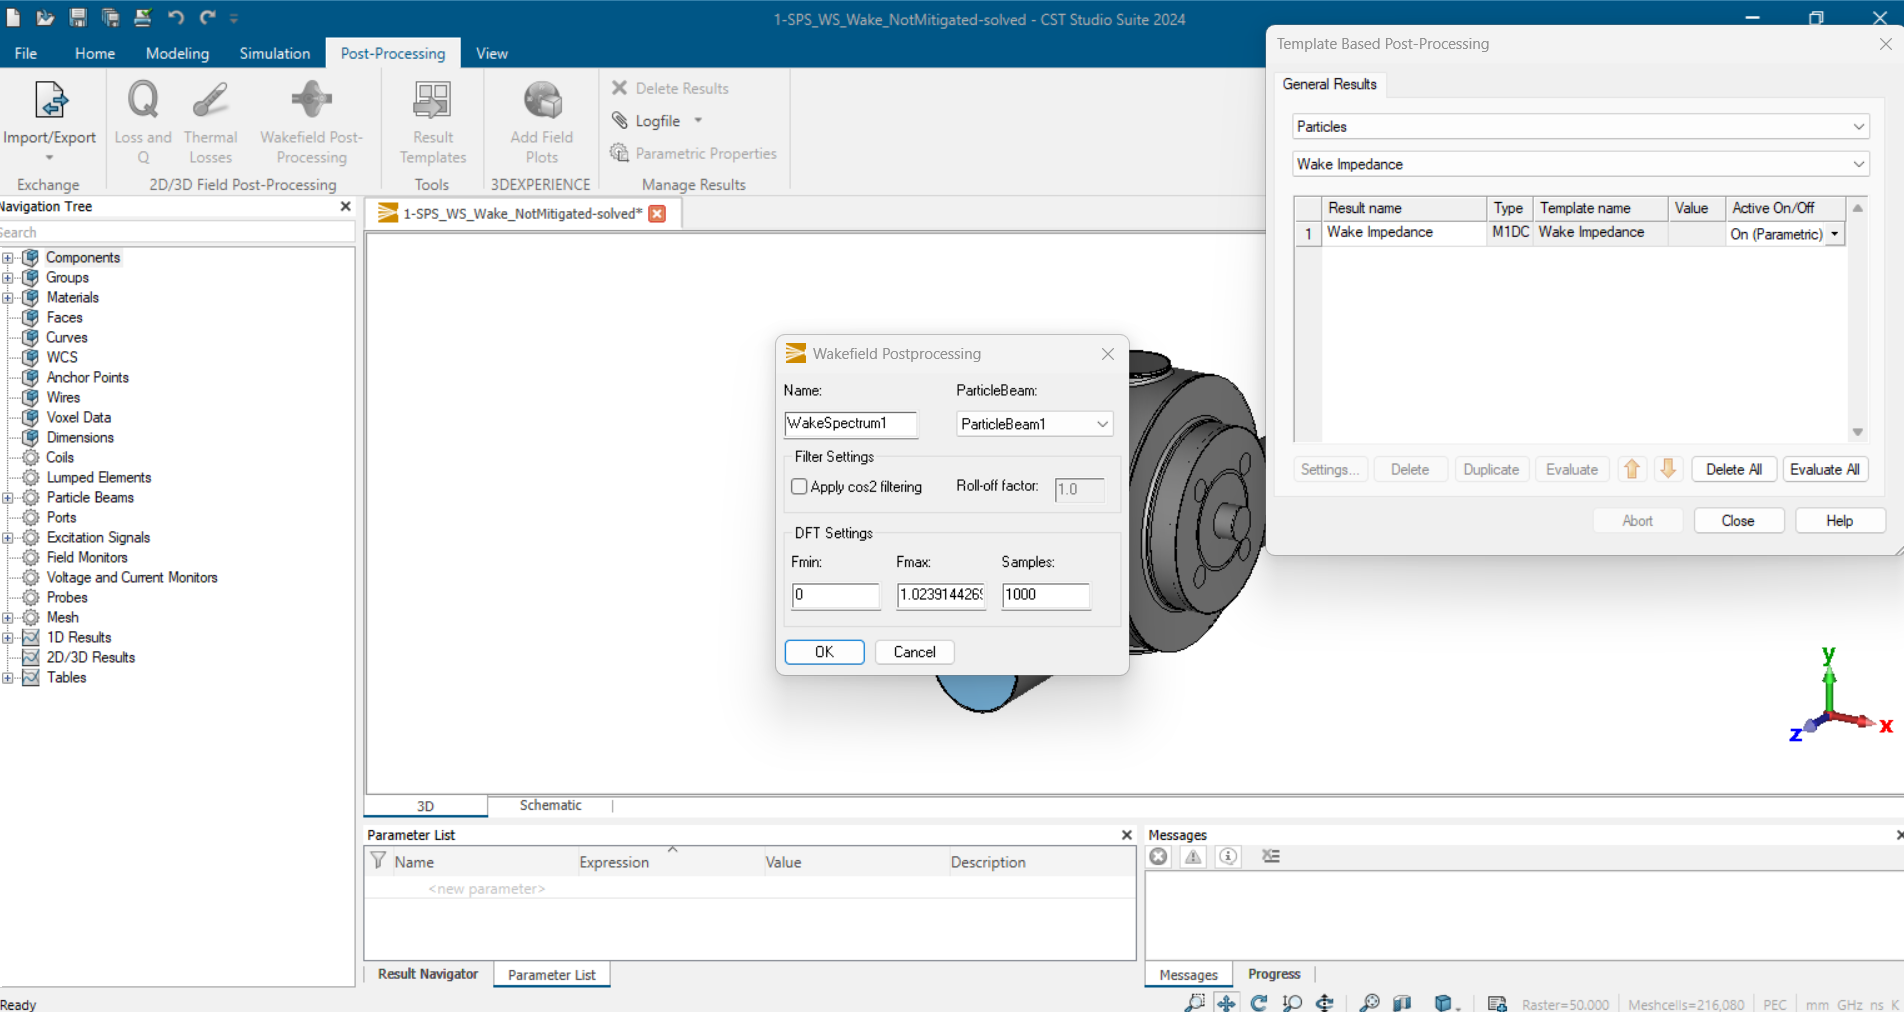 1-SPS_WS_Wake_NotMitigated-solved - CST Studio Suite 2024
File Home Modeling Simulation Post-Processing View
Import/Export
Exchange
Loss and Q
Thermal Losses
Wakefield Post-Processing
2D/3D Field Post-Processing
Result Templates
Tools
Add Field Plots
3DEXPERIENCE
Delete Results
Logfile
Parametric Properties
Manage Results
Navigation Tree
Search
Components
Groups
Materials
Faces
Curves
WCS
Anchor Points
Wires
Voxel Data
Dimensions
Coils
Lumped Elements
Particle Beams
Ports
Excitation Signals
Field Monitors
Voltage and Current Monitors
Probes
Mesh
1D Results
2D/3D Results
Tables
1-SPS_WS_Wake_NotMitigated-solved*
Wakefield Postprocessing
Name: ParticleBeam:
WakeSpectrum1 ParticleBeam1
Filter Settings
Apply cos2 filtering Roll-off factor: 1.0
DFT Settings
Fmin: Fmax: Samples:
0 1.023914426 1000
OK Cancel
Template Based Post-Processing
General Results
Particles
Wake Impedance
Result name Type Template name Value Active On/Off
1 Wake Impedance M1DC Wake Impedance On (Parametric)
Settings... Delete Duplicate Evaluate Delete All Evaluate All
Abort Close Help
y
x
z
3D Schematic
Parameter List
Name Expression Value Description
<new parameter>
Result Navigator Parameter List
Messages
Messages Progress
Ready
Raster=50.000 Meshcells=216,080 PEC mm GHz ns K